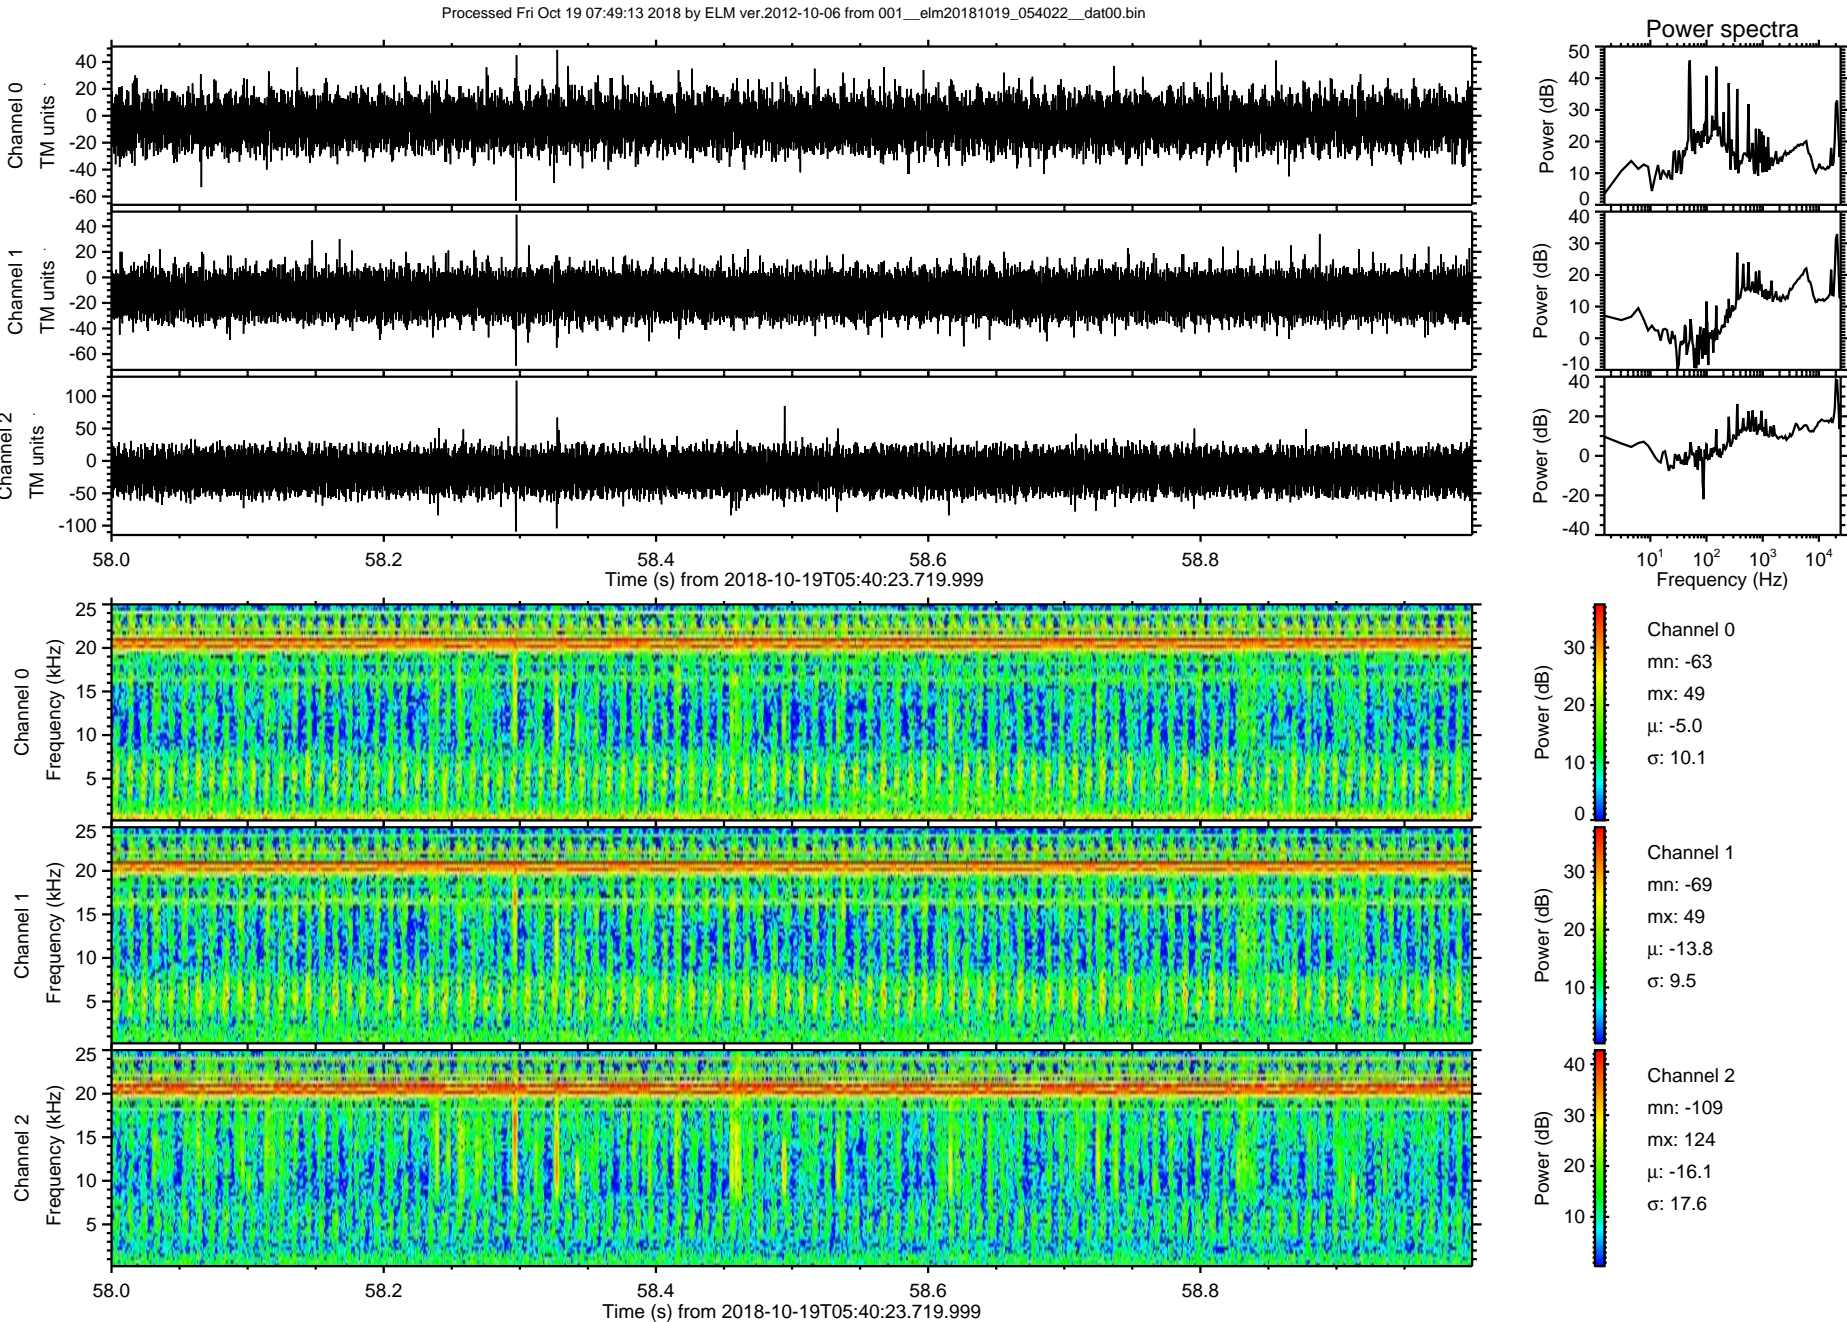 Processed Fri Oct 19 07:49:13 2018 by ELM ver.2012-10-06 from 001__elm20181019_054022__dat00.bin
Power spectra
Channel 0
TM units
40
20
0
-20
-40
-60
Power (dB)
50
40
30
20
10
0
Channel 1
TM units
40
20
0
-20
-40
-60
Power (dB)
40
30
20
10
0
-10
Channel 2
TM units
100
50
0
-50
-100
Power (dB)
40
20
0
-20
-40
58.0 58.2 58.4 58.6 58.8
Time (s) from 2018-10-19T05:40:23.719.999
10^1 10^2 10^3 10^4
Frequency (Hz)
Channel 0
Frequency (kHz)
25
20
15
10
5
Power (dB)
30
20
10
0
Channel 0
mn: -63
mx: 49
μ: -5.0
σ: 10.1
Channel 1
Frequency (kHz)
25
20
15
10
5
Power (dB)
30
20
10
Channel 1
mn: -69
mx: 49
μ: -13.8
σ: 9.5
Channel 2
Frequency (kHz)
25
20
15
10
5
Power (dB)
40
30
20
10
Channel 2
mn: -109
mx: 124
μ: -16.1
σ: 17.6
58.0 58.2 58.4 58.6 58.8
Time (s) from 2018-10-19T05:40:23.719.999